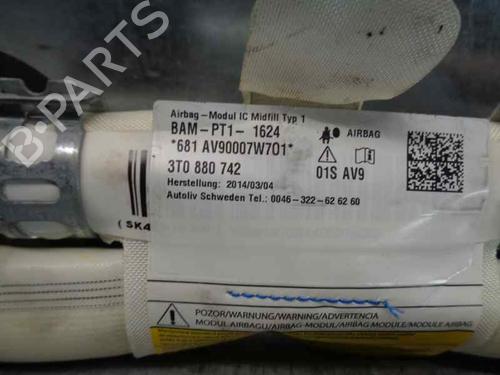 B-Parts
Airbag-Modul IC Midfill Typ 1
BAM-PT1- 1624
*681 AV90007W7O1*
3T0 880 742
Herstellung: 2014/03/04
Autoliv Schweden Tel.: 0046-322-62 62 60
AIRBAG
01S AV9
(SK4
POZOR/WARNUNG/WARNING/ADVERTENCIA
MODUL AIRBAGU/AIRBAG-MODUL/AIRBAG MODULE/MODULE AIRBAG